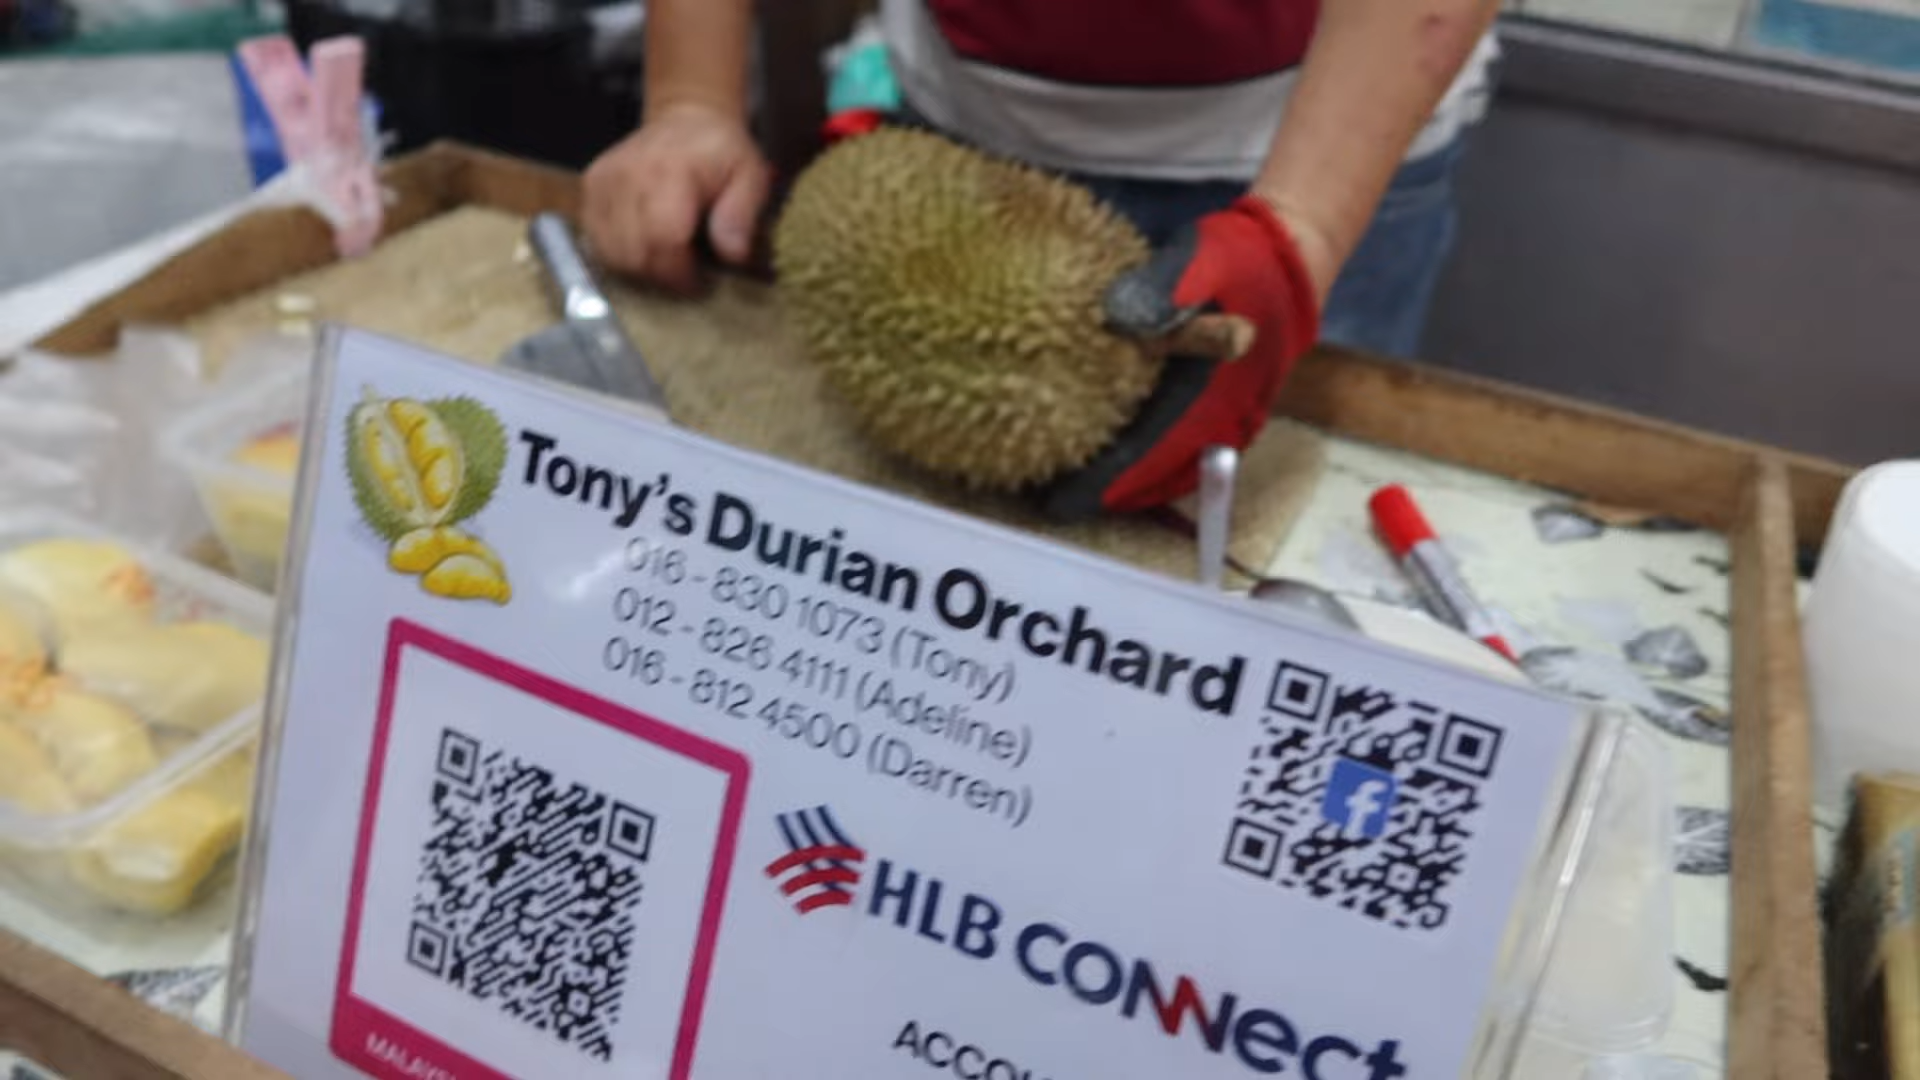 Tony's Durian Orchard
016 - 830 1073 (Tony)
012 - 826 4111 (Adeline)
016 - 812 4500 (Darren)
f
HLB CONNect